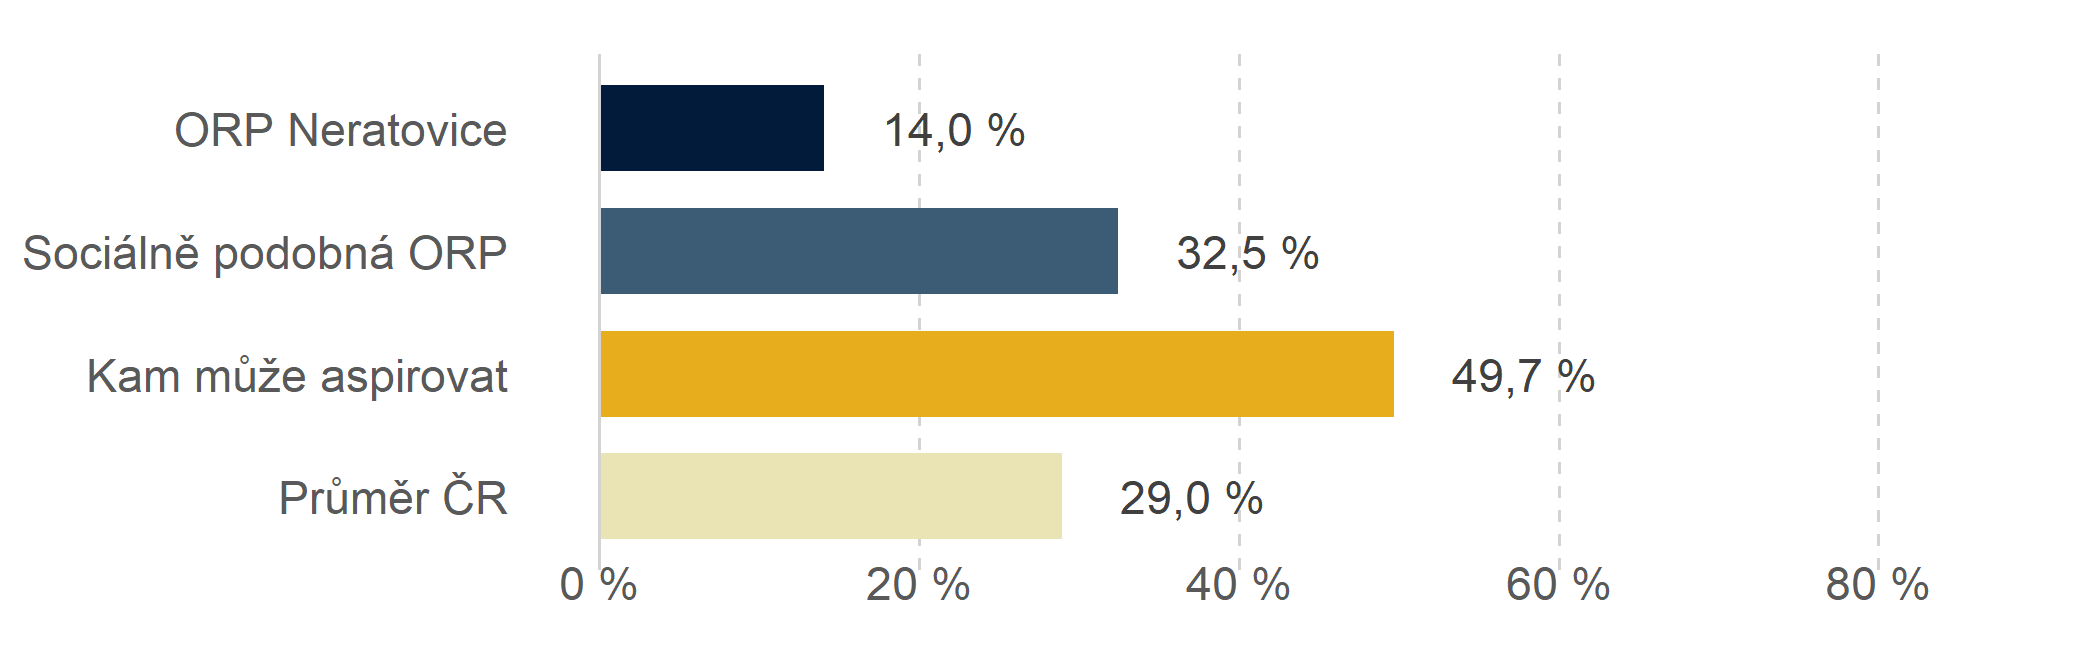 ORP Neratovice
14,0 %
Sociálně podobná ORP
32,5 %
Kam může aspirovat
49,7 %
Průměr ČR
29,0 %
0 %
20 %
40 %
60 %
80 %